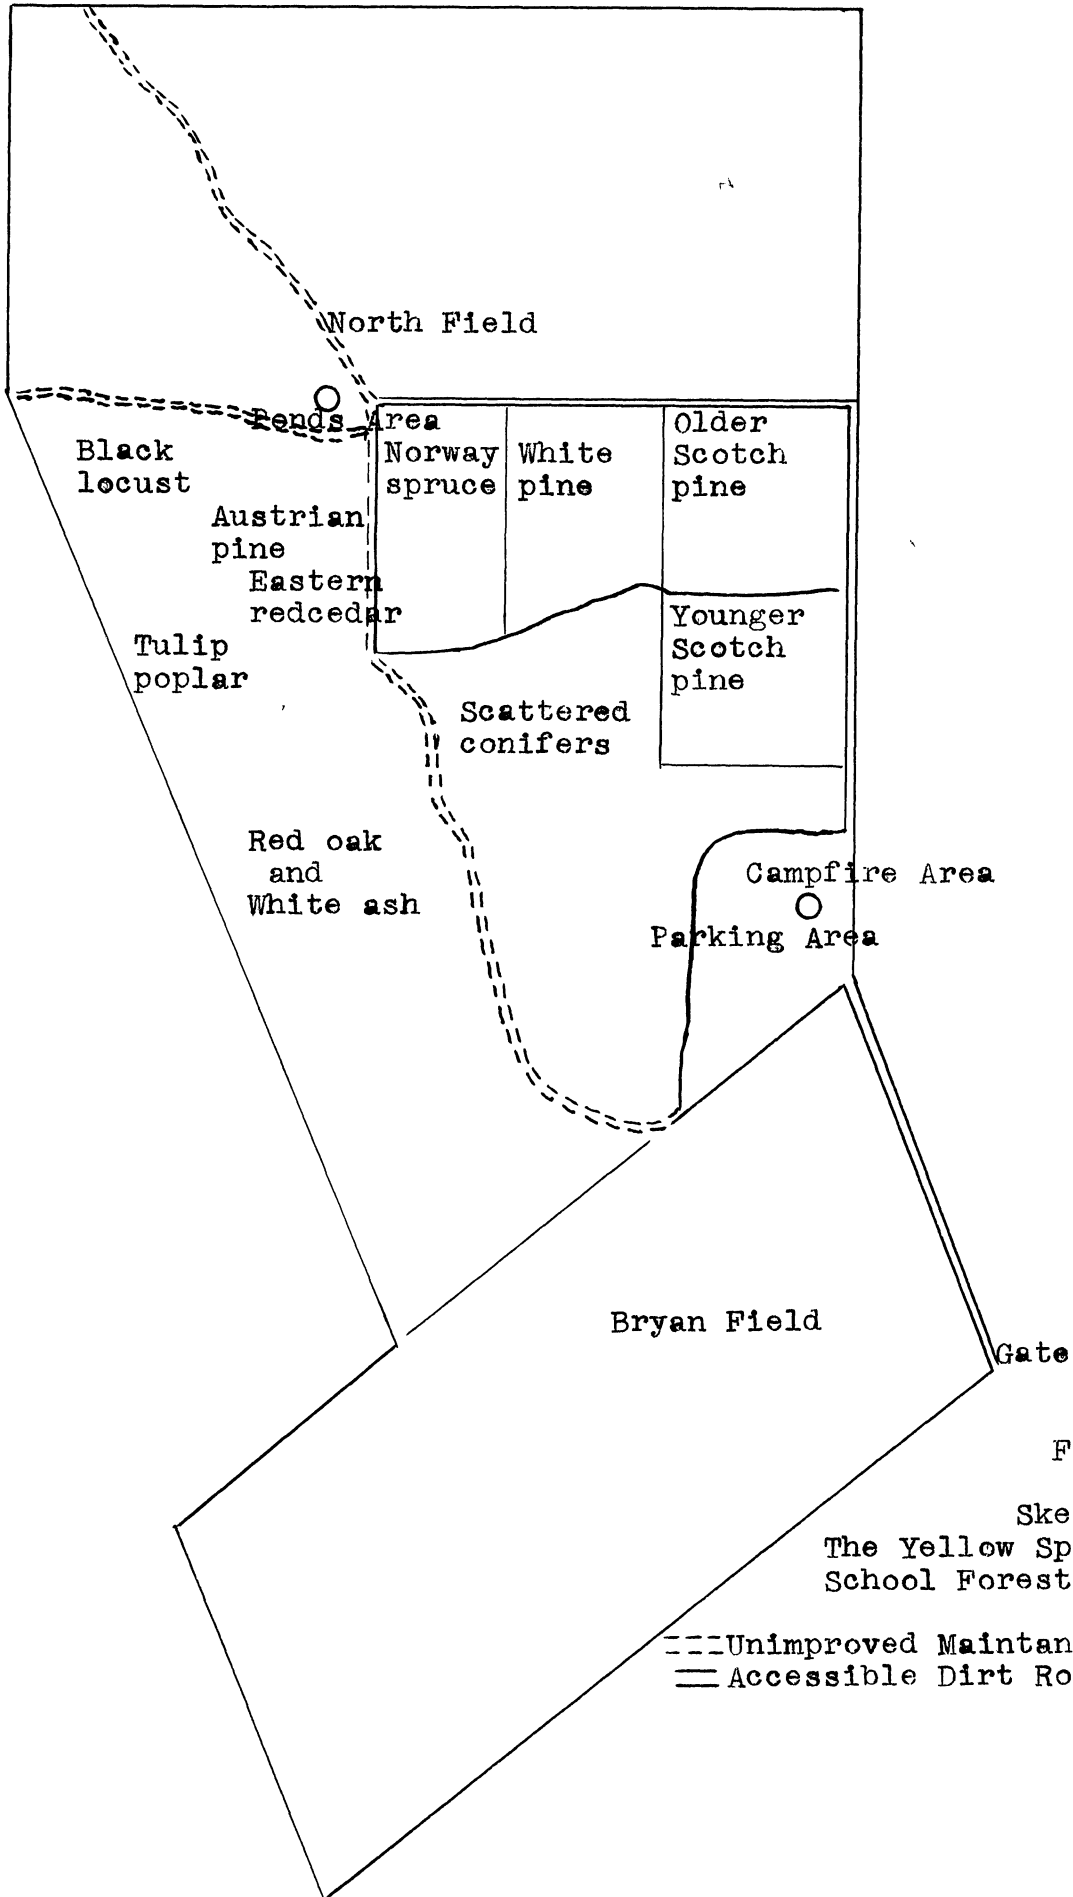 North Field
Ponds Area
Black
locust
Norway
spruce
White
pine
Older
Scotch
pine
Austrian
pine
Eastern
redcedar
Tulip
poplar
Younger
Scotch
pine
Scattered
conifers
Red oak
and
White ash
Campfire Area
Parking Area
Bryan Field
Gate
F
Ske
The Yellow Sp
School Forest
Unimproved Maintan
Accessible Dirt Ro